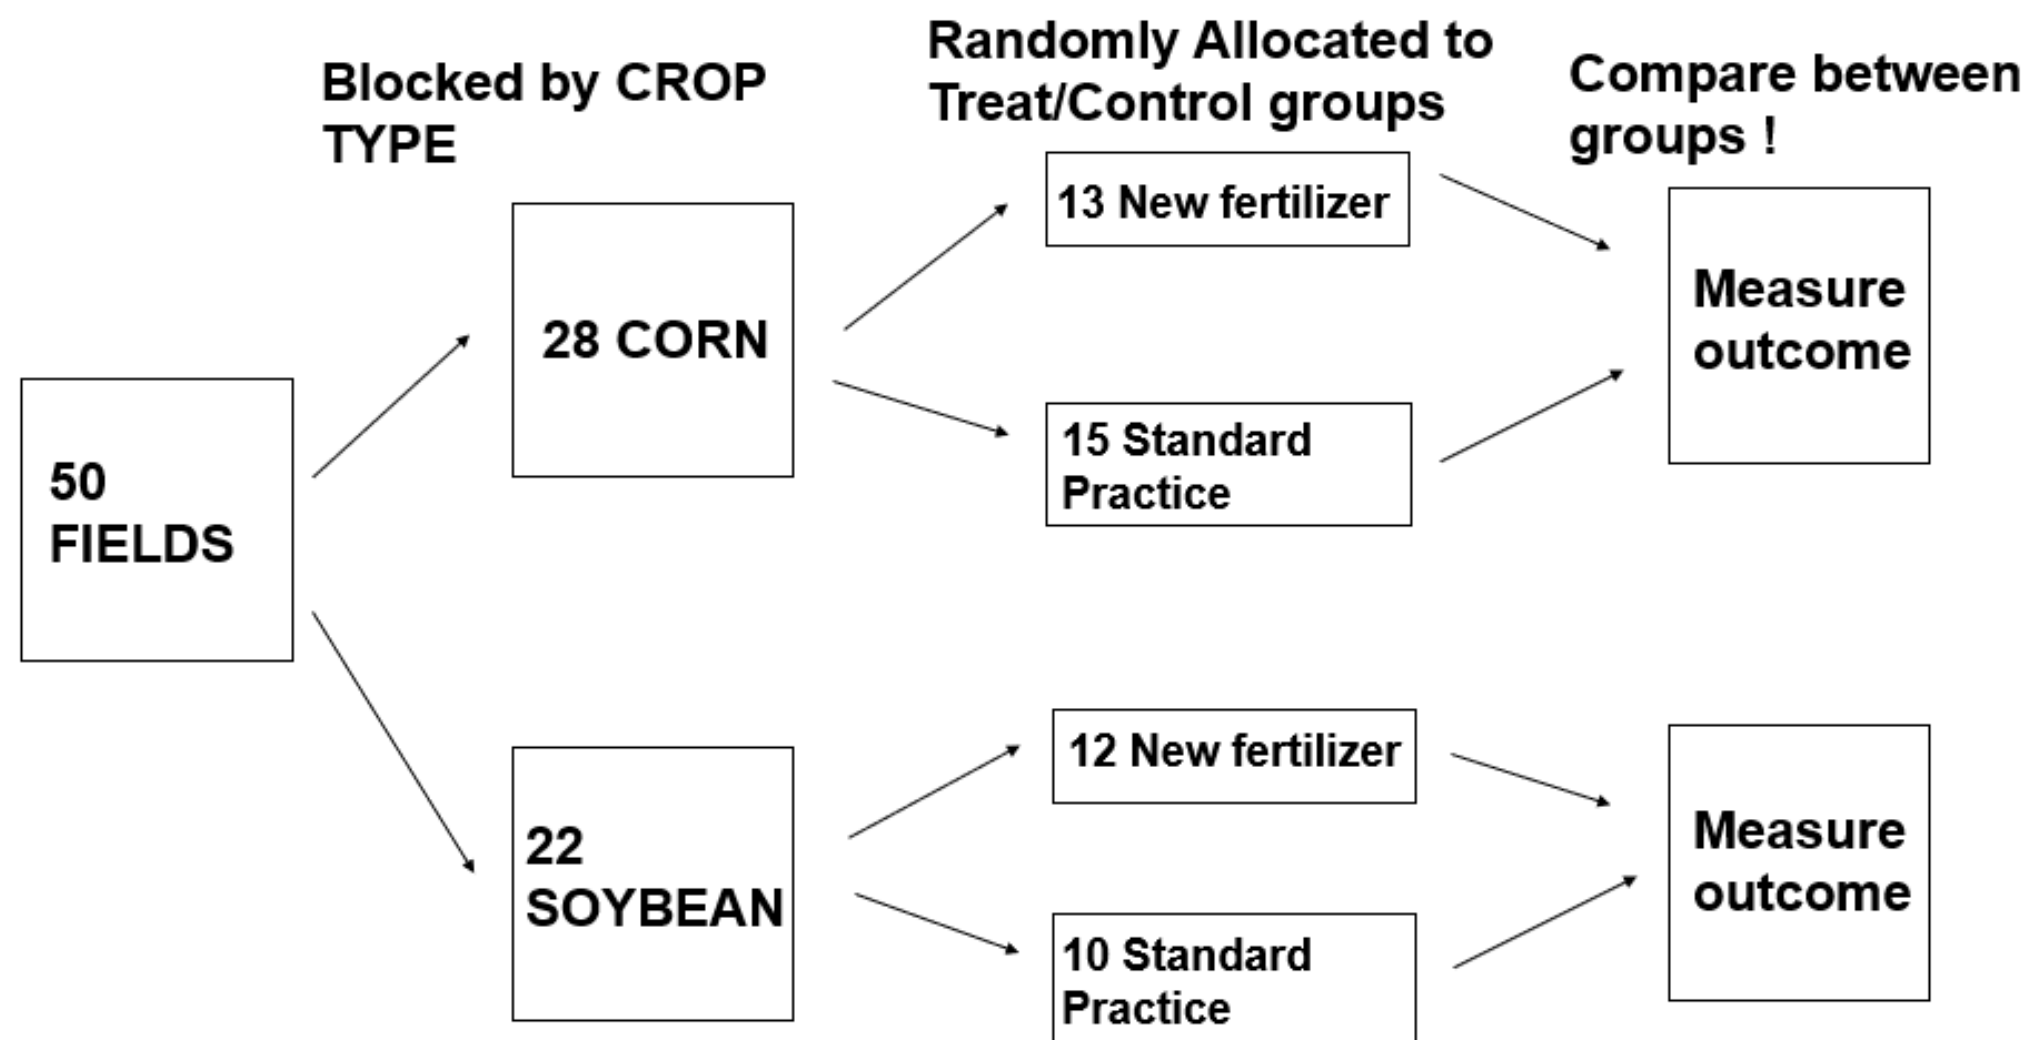 Blocked by CROP
TYPE
Randomly Allocated to
Treat/Control groups
Compare between
groups !
50
FIELDS
28 CORN
13 New fertilizer
15 Standard
Practice
Measure
outcome
22
SOYBEAN
12 New fertilizer
10 Standard
Practice
Measure
outcome